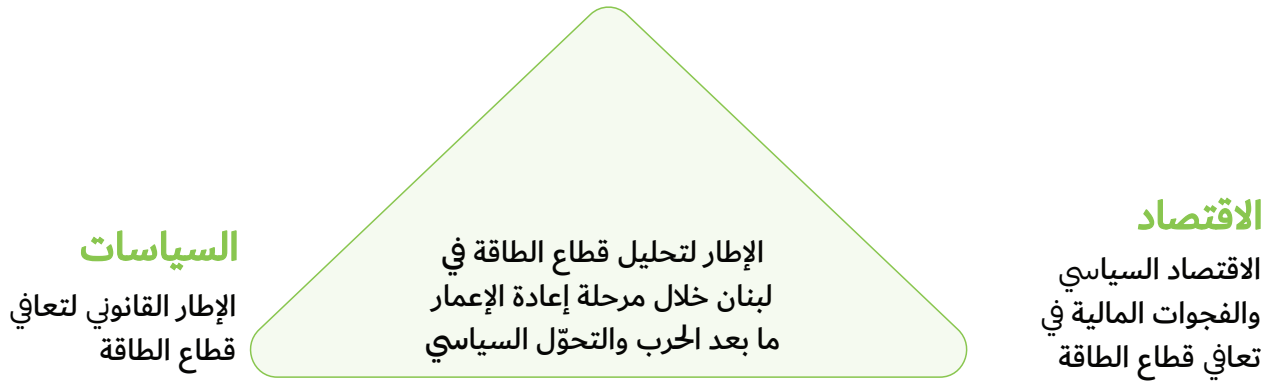 الاقتصاد
الاقتصاد السياسي
والفجوات المالية في
تعافي قطاع الطاقة
الإطار لتحليل قطاع الطاقة في
لبنان خلال مرحلة إعادة الإعمار
ما بعد الحرب والتحوّل السياسي
السياسات
الإطار القانوني لتعافي
قطاع الطاقة